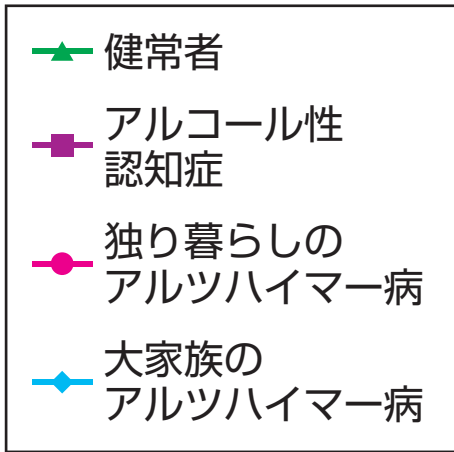 健常者
アルコール性
認知症
独り暮らしの
アルツハイマー病
大家族の
アルツハイマー病